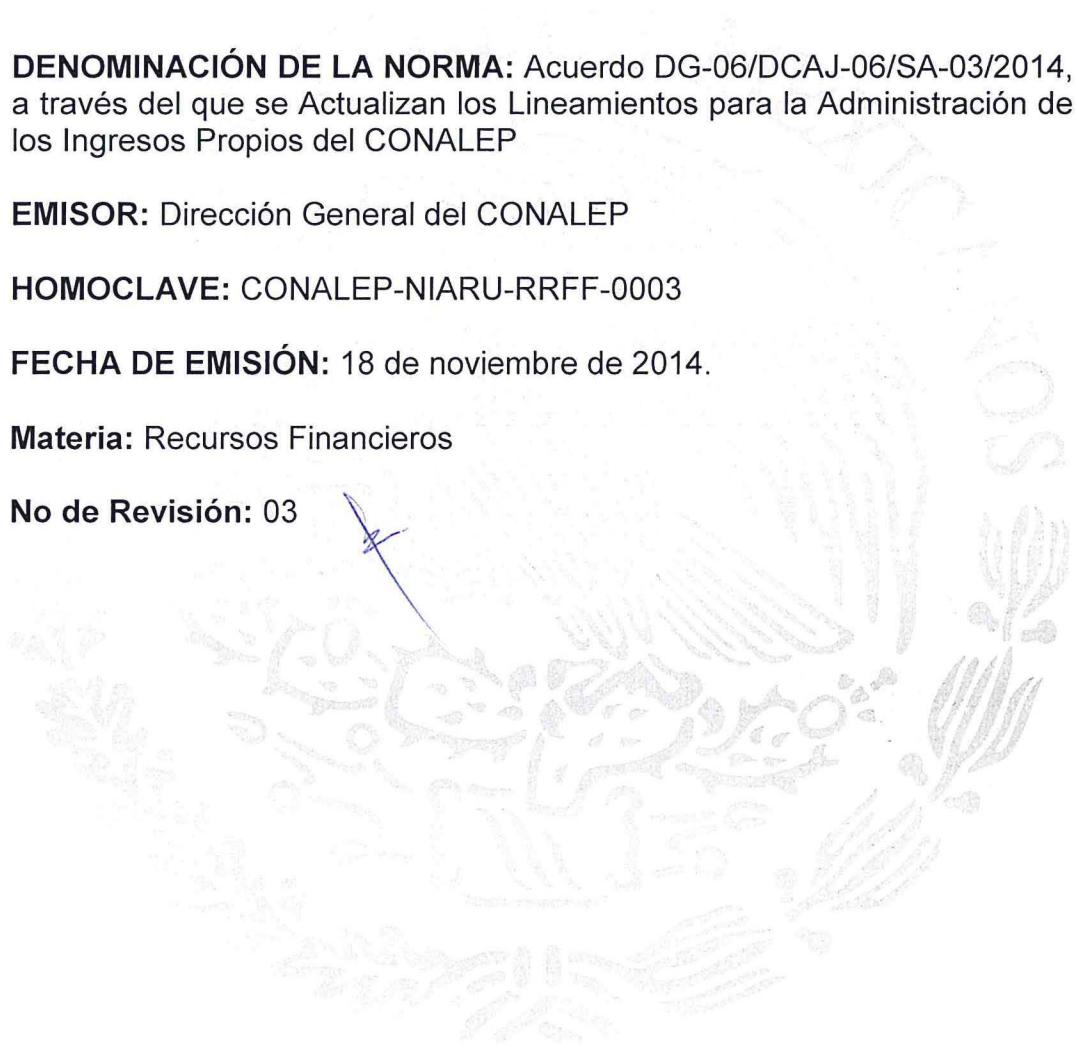 DENOMINACIÓN DE LA NORMA: Acuerdo DG-06/DCAJ-06/SA-03/2014,
a través del que se Actualizan los Lineamientos para la Administración de
los Ingresos Propios del CONALEP
EMISOR: Dirección General del CONALEP
HOMOCLAVE: CONALEP-NIARU-RRFF-0003
FECHA DE EMISIÓN: 18 de noviembre de 2014.
Materia: Recursos Financieros
No de Revisión: 03
XICANOS